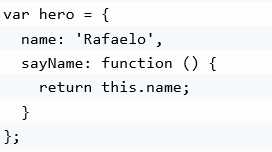 var hero = {
  name: 'Rafaelo',
  sayName: function () {
    return this.name;
  }
};